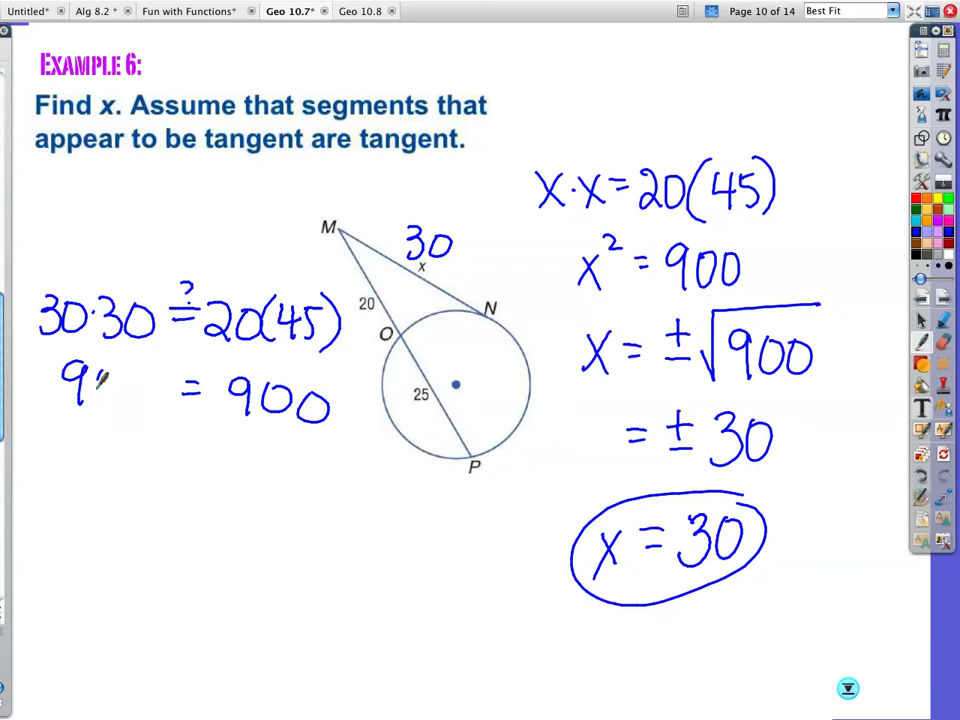 Untitled* Alg 8.2 * Fun with Functions* Geo 10.7* Geo 10.8 Page 10 of 14 Best Fit
EXAMPLE 6:
Find x. Assume that segments that
appear to be tangent are tangent.
x·x=20(45)
M
30
x² = 900
x
30·30 ≟ 20(45)
20
N
O
x = ±√900
9
= 900
25
= ± 30
P
x = 30
T